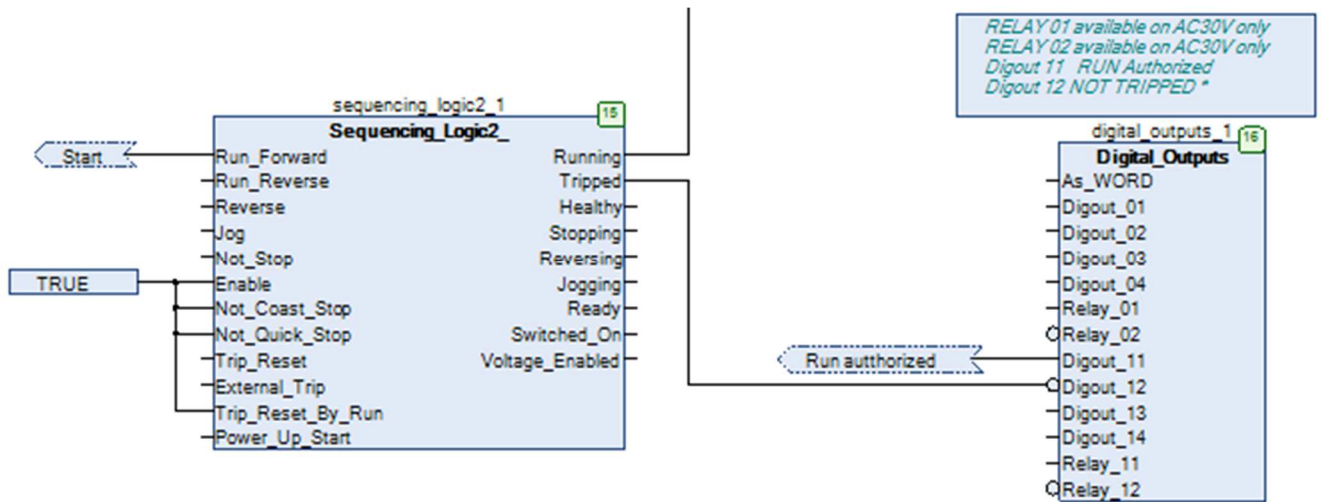 RELAY 01 available on AC30V only
RELAY 02 available on AC30V only
Digout 11 RUN Authorized
Digout 12 NOT TRIPPED *
sequencing_logic2_1
15
Sequencing_Logic2_
Start
Run_Forward
Running
Run_Reverse
Tripped
Reverse
Healthy
Jog
Stopping
Not_Stop
Reversing
TRUE
Enable
Jogging
Not_Coast_Stop
Ready
Not_Quick_Stop
Switched_On
Trip_Reset
Voltage_Enabled
External_Trip
Trip_Reset_By_Run
Power_Up_Start
digital_outputs_1
16
Digital_Outputs
As_WORD
Digout_01
Digout_02
Digout_03
Digout_04
Relay_01
Relay_02
Run autthorized
Digout_11
Digout_12
Digout_13
Digout_14
Relay_11
Relay_12